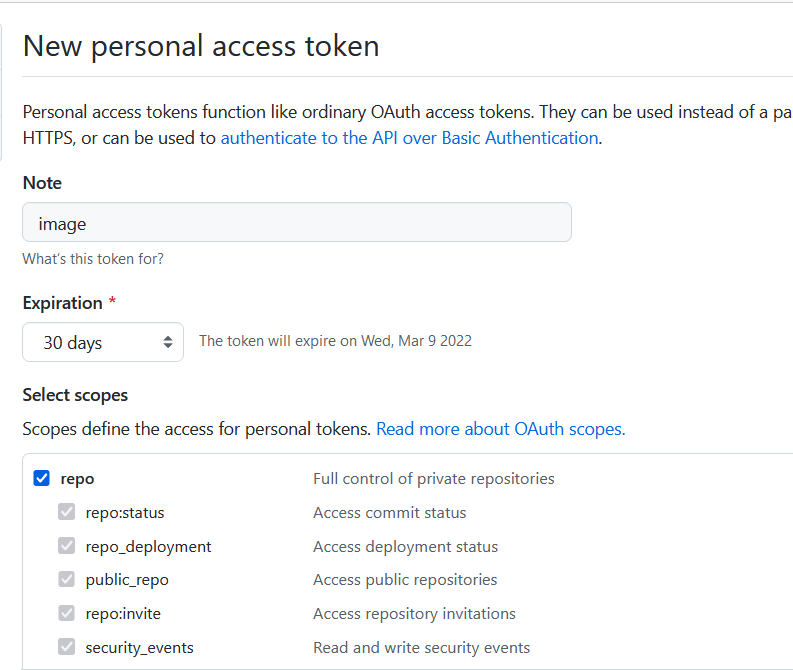 New personal access token
Personal access tokens function like ordinary OAuth access tokens. They can be used instead of a pa
HTTPS, or can be used to authenticate to the API over Basic Authentication.
Note
image
What's this token for?
Expiration *
30 days The token will expire on Wed, Mar 9 2022
Select scopes
Scopes define the access for personal tokens. Read more about OAuth scopes.
repo Full control of private repositories
repo:status Access commit status
repo_deployment Access deployment status
public_repo Access public repositories
repo:invite Access repository invitations
security_events Read and write security events